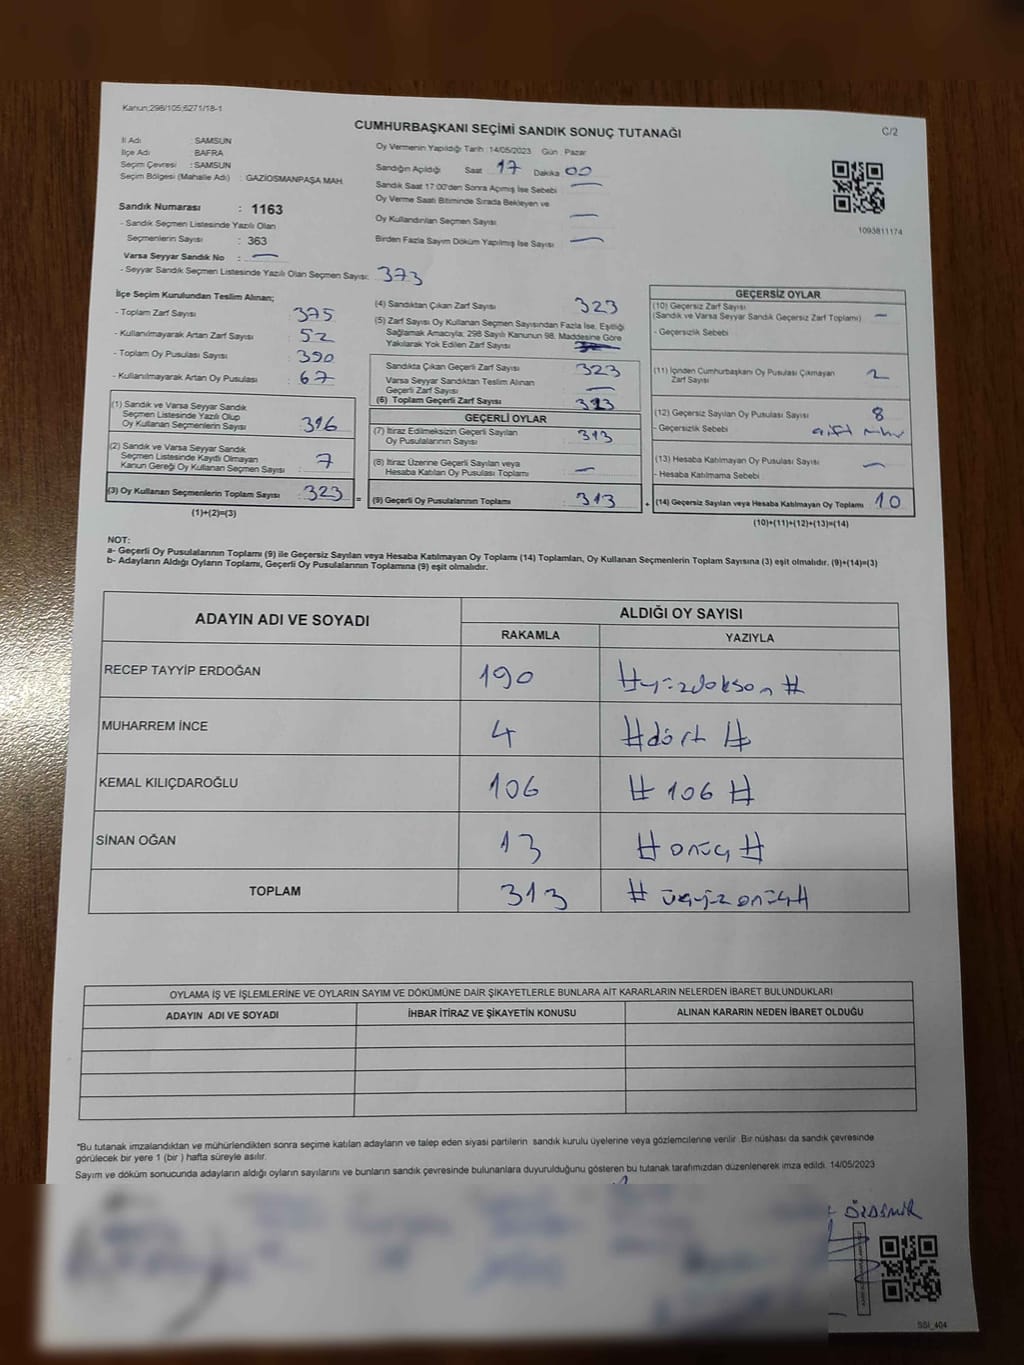 Kanun;298/105,6271/18-1
CUMHURBAŞKANI SEÇİMİ SANDIK SONUÇ TUTANAĞI
C/2
İl Adı : SAMSUN
İlçe Adı : BAFRA
Seçim Çevresi : SAMSUN
Seçim Bölgesi (Mahalle Adı) : GAZİOSMANPAŞA MAH.
Sandık Numarası : 1163
- Sandık Seçmen Listesinde Yazılı Olan
Seçmenlerin Sayısı : 363
Varsa Seyyar Sandık No : —
- Seyyar Sandık Seçmen Listesinde Yazılı Olan Seçmen Sayısı: 373
Oy Vermenin Yapıldığı Tarih :14/05/2023 Gün : Pazar
Sandığın Açıldığı Saat 17 Dakika 00
Sandık Saat 17:00'den Sonra Açımış İse Sebebi —
Oy Verme Saati Bitiminde Sırada Bekleyen ve
Oy Kullandırılan Seçmen Sayısı —
Birden Fazla Sayım Döküm Yapılmış İse Sayısı —
1093811174
İlçe Seçim Kurulundan Teslim Alınan;
- Toplam Zarf Sayısı : 375
- Kullanılmayarak Artan Zarf Sayısı : 52
- Toplam Oy Pusulası Sayısı : 390
- Kullanılmayarak Artan Oy Pusulası : 67
(1) Sandık ve Varsa Seyyar Sandık
Seçmen Listesinde Yazılı Olup
Oy Kullanan Seçmenlerin Sayısı : 316
(2) Sandık ve Varsa Seyyar Sandık
Seçmen Listesinde Kayıtlı Olmayan
Kanun Gereği Oy Kullanan Seçmen Sayısı : 7
(3) Oy Kullanan Seçmenlerin Toplam Sayısı : 323
(1)+(2)=(3)
=
(4) Sandıktan Çıkan Zarf Sayısı 323
(5) Zarf Sayısı Oy Kullanan Seçmen Sayısından Fazla İse, Eşitliği
Sağlamak Amacıyla; 298 Sayılı Kanunun 98. Maddesine Göre
Yakılarak Yok Edilen Zarf Sayısı
Sandıkta Çıkan Geçerli Zarf Sayısı : 323
Varsa Seyyar Sandıktan Teslim Alınan
Geçerli Zarf Sayısı : —
(6) Toplam Geçerli Zarf Sayısı : 323
GEÇERLİ OYLAR
(7) İtiraz Edilmeksizin Geçerli Sayılan
Oy Pusulalarının Sayısı : 313
(8) İtiraz Üzerine Geçerli Sayılan veya
Hesaba Katılan Oy Pusulası Toplamı : —
(9) Geçerli Oy Pusulalarının Toplamı : 313
+
GEÇERSİZ OYLAR
(10) Geçersiz Zarf Sayısı
(Sandık ve Varsa Seyyar Sandık Geçersiz Zarf Toplamı) : —
- Geçersizlik Sebebi
(11) İçinden Cumhurbaşkanı Oy Pusulası Çıkmayan
Zarf Sayısı : 2
(12) Geçersiz Sayılan Oy Pusulası Sayısı : 8
- Geçersizlik Sebebi : çift
(13) Hesaba Katılmayan Oy Pusulası Sayısı : —
- Hesaba Katılmama Sebebi :
(14) Geçersiz Sayılan veya Hesaba Katılmayan Oy Toplamı : 10
(10)+(11)+(12)+(13)=(14)
NOT:
a- Geçerli Oy Pusulalarının Toplamı (9) ile Geçersiz Sayılan veya Hesaba Katılmayan Oy Toplamı (14) Toplamları, Oy Kullanan Seçmenlerin Toplam Sayısına (3) eşit olmalıdır. (9)+(14)=(3)
b- Adayların Aldığı Oyların Toplamı, Geçerli Oy Pusulalarının Toplamına (9) eşit olmalıdır.
ADAYIN ADI VE SOYADI ALDIĞI OY SAYISI
RAKAMLA YAZIYLA
RECEP TAYYİP ERDOĞAN 190 #yüzdoksan#
MUHARREM İNCE 4 #dört#
KEMAL KILIÇDAROĞLU 106 #106#
SİNAN OĞAN 13 #onüç#
TOPLAM 313 #üçyüzonüç#
OYLAMA İŞ VE İŞLEMLERİNE VE OYLARIN SAYIM VE DÖKÜMÜNE DAİR ŞİKAYETLERLE BUNLARA AİT KARARLARIN NELERDEN İBARET BULUNDUKLARI
ADAYIN ADI VE SOYADI İHBAR İTİRAZ VE ŞİKAYETİN KONUSU ALINAN KARARIN NEDEN İBARET OLDUĞU
*Bu tutanak imzalandıktan ve mühürlendikten sonra seçime katılan adayların ve talep eden siyasi partilerin sandık kurulu üyelerine veya gözlemcilerine verilir. Bir nüshası da sandık çevresinde
görülecek bir yere 1 (bir) hafta süreyle asılır.
Sayım ve döküm sonucunda adayların aldığı oyların sayılarını ve bunların sandık çevresinde bulunanlara duyurulduğunu gösteren bu tutanak tarafımızdan düzenlenerek imza edildi. 14/05/2023
ÖZDEMİR
SSI_404